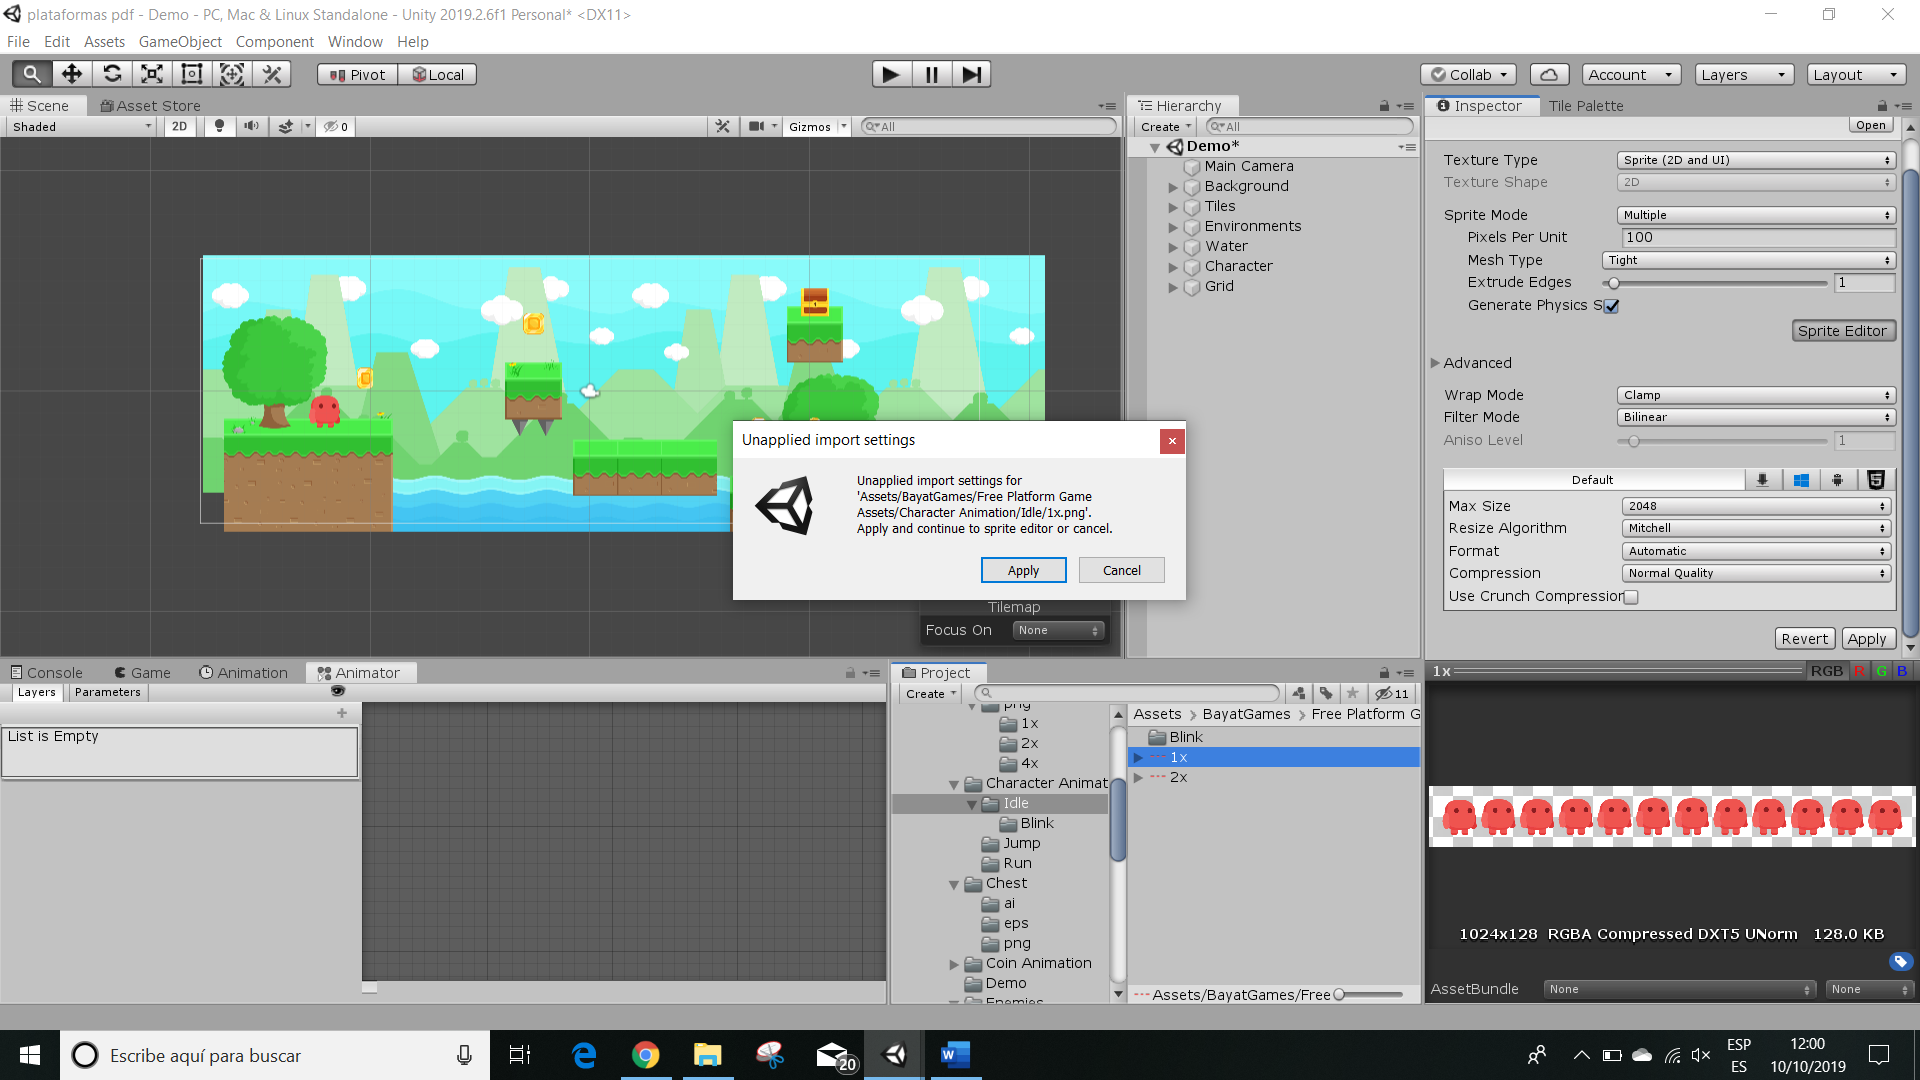 plataformas pdf - Demo - PC, Mac & Linux Standalone - Unity 2019.2.6f1 Personal* <DX11>
File Edit Assets GameObject Component Window Help
Pivot Local Collab Account Layers Layout
Scene Asset Store
Shaded 2D 0 Gizmos All
Hierarchy
Create All
Demo*
Main Camera
Background
Tiles
Environments
Water
Character
Grid
Inspector Tile Palette
Open
Texture Type Sprite (2D and UI)
Texture Shape 2D
Sprite Mode Multiple
Pixels Per Unit 100
Mesh Type Tight
Extrude Edges 1
Generate Physics S
Sprite Editor
Advanced
Wrap Mode Clamp
Filter Mode Bilinear
Aniso Level 1
Default
Max Size 2048
Resize Algorithm Mitchell
Format Automatic
Compression Normal Quality
Use Crunch Compression
Revert Apply
Unapplied import settings
Unapplied import settings for
'Assets/BayatGames/Free Platform Game
Assets/Character Animation/Idle/1x.png'.
Apply and continue to sprite editor or cancel.
Apply Cancel
Tilemap
Focus On None
Console Game Animation Animator
Layers Parameters
List is Empty
Project
Create 11
png
1x
2x
4x
Character Animat
Idle
Blink
Jump
Run
Chest
ai
eps
png
Coin Animation
Demo
Enemies
Assets BayatGames Free Platform G
Blink
1x
2x
Assets/BayatGames/Free
1x RGB R G B
1024x128 RGBA Compressed DXT5 UNorm 128.0 KB
AssetBundle None None
Escribe aquí para buscar
20
ESP
ES
12:00
10/10/2019